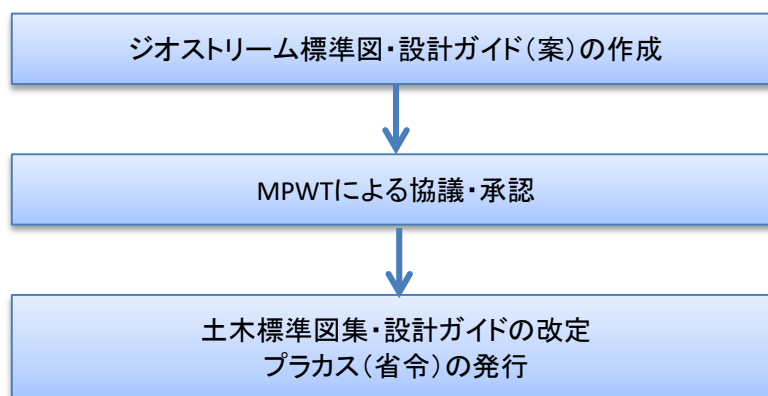 ジオストリーム標準図・設計ガイド（案）の作成
MPWTによる協議・承認
土木標準図集・設計ガイドの改定
プラカス（省令）の発行